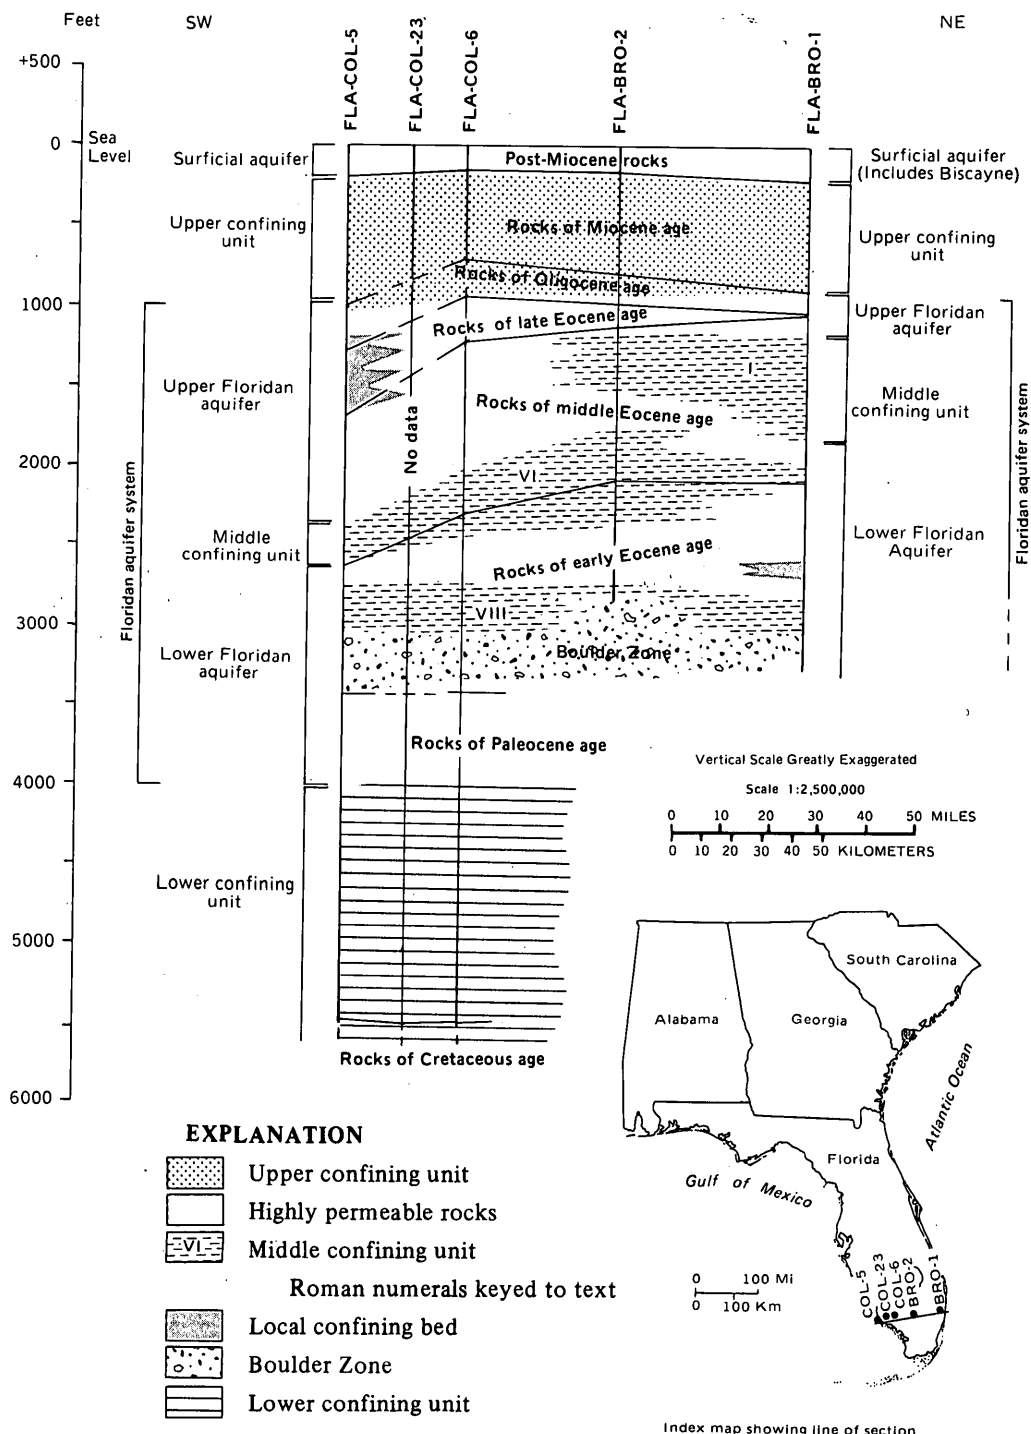 Feet
SW
NE
FLA-COL-5
FLA-COL-23
FLA-COL-6
FLA-BRO-2
FLA-BRO-1
+500
0
Sea
Level
1000
2000
3000
4000
5000
6000
Surficial aquifer
Upper confining
unit
Upper Floridan
aquifer
Middle
confining unit
Lower Floridan
aquifer
Lower confining
unit
Floridan aquifer system
Post-Miocene rocks
Rocks of Miocene age
Rocks of Oligocene age
Rocks of late Eocene age
I
Rocks of middle Eocene age
No data
VI
Rocks of early Eocene age
VIII
Boulder Zone
Rocks of Paleocene age
Rocks of Cretaceous age
Surficial aquifer
(Includes Biscayne)
Upper confining
unit
Upper Floridan
aquifer
Middle
confining unit
Lower Floridan
Aquifer
Floridan aquifer system
Vertical Scale Greatly Exaggerated
Scale 1:2,500,000
0 10 20 30 40 50 MILES
0 10 20 30 40 50 KILOMETERS
EXPLANATION
Upper confining unit
Highly permeable rocks
VI
Middle confining unit
Roman numerals keyed to text
Local confining bed
Boulder Zone
Lower confining unit
South Carolina
Alabama
Georgia
Atlantic Ocean
Florida
Gulf of Mexico
0 100 Mi
0 100 Km
COL-5
COL-23
COL-6
BRO-2
BRO-1
Index map showing line of section